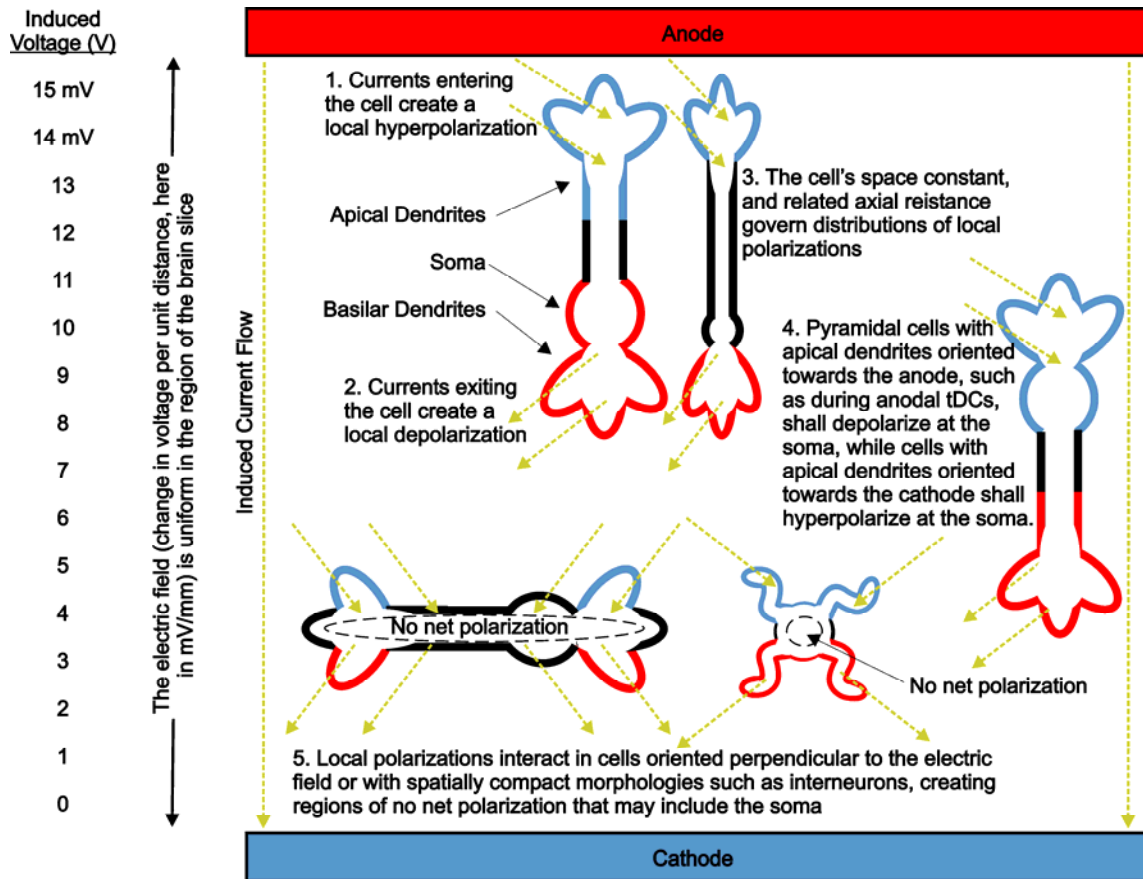 Induced
Voltage (V)
15 mV
14 mV
13
12
11
10
9
8
7
6
5
4
3
2
1
0
The electric field (change in voltage per unit distance, here
in mV/mm) is uniform in the region of the brain slice
Induced Current Flow
Anode
1. Currents entering
the cell create a
local hyperpolarization
Apical Dendrites
Soma
Basilar Dendrites
2. Currents exiting
the cell create a
local depolarization
3. The cell's space constant,
and related axial reistance
govern distributions of local
polarizations
4. Pyramidal cells with
apical dendrites oriented
towards the anode, such
as during anodal tDCs,
shall depolarize at the
soma, while cells with
apical dendrites oriented
towards the cathode shall
hyperpolarize at the soma.
No net polarization
No net polarization
5. Local polarizations interact in cells oriented perpendicular to the electric
field or with spatially compact morphologies such as interneurons, creating
regions of no net polarization that may include the soma
Cathode